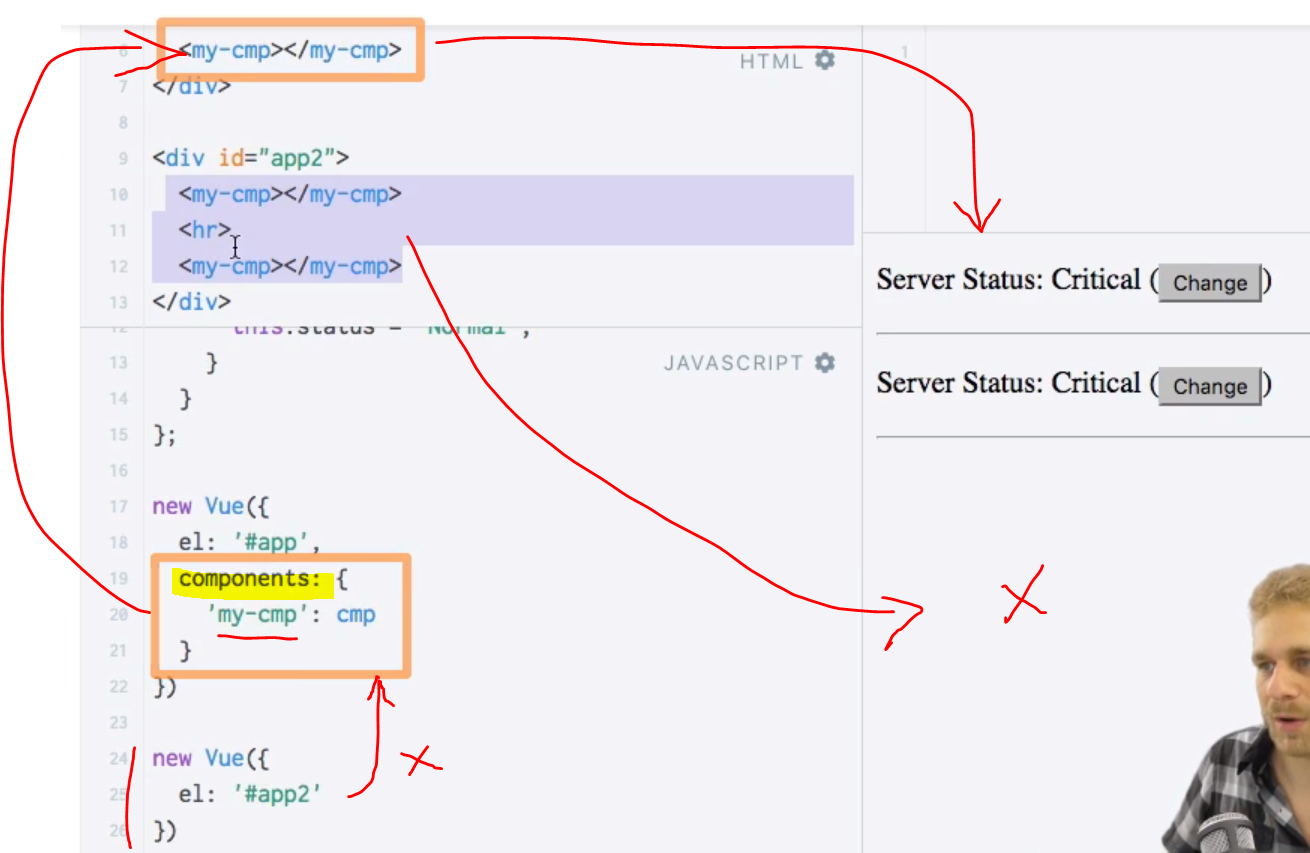 6 <my-cmp></my-cmp>
HTML
1
7 </div>
8
9 <div id="app2">
10 <my-cmp></my-cmp>
11 <hr>
12 <my-cmp></my-cmp>
13 </div>
Server Status: Critical (Change)
Server Status: Critical (Change)
12 this.status = 'Normal';
JAVASCRIPT
13 }
14 }
15 };
16
17 new Vue({
18 el: '#app',
19 components: {
20 'my-cmp': cmp
21 }
22 })
23
24 new Vue({
25 el: '#app2'
26 })